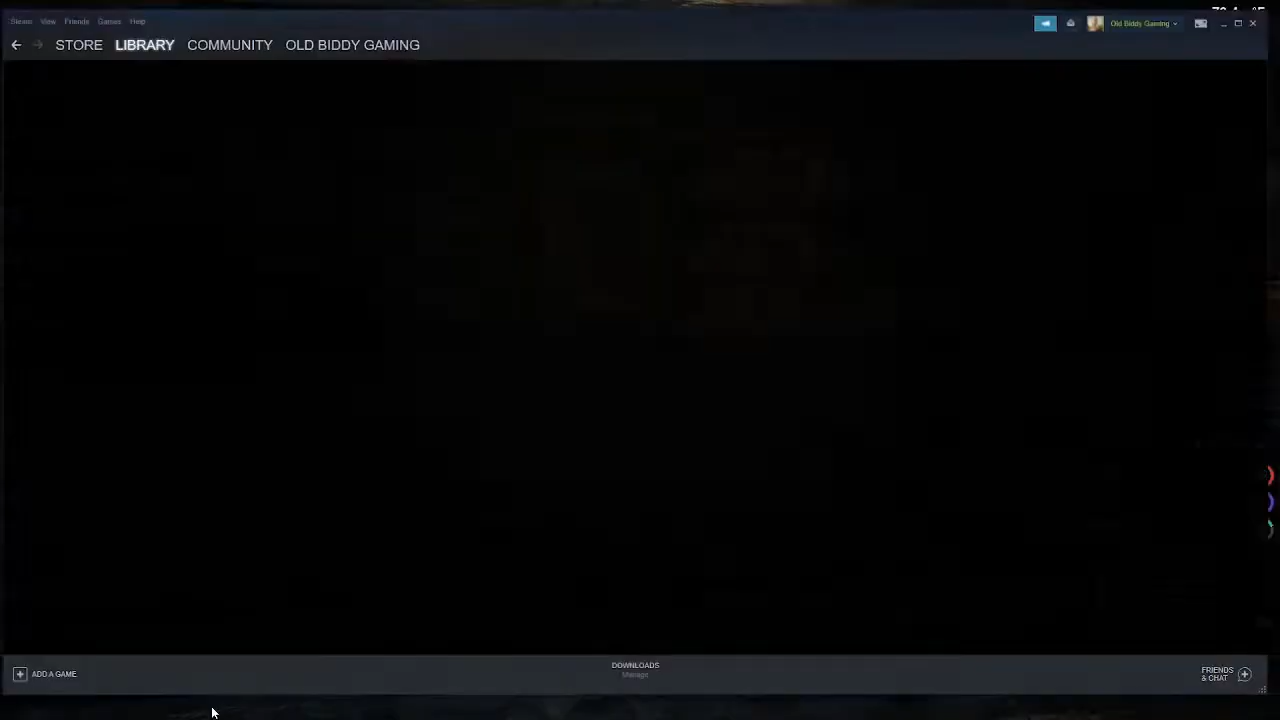 Steam View Friends Games Help
Old Biddy Gaming
STORE LIBRARY COMMUNITY OLD BIDDY GAMING
ADD A GAME
DOWNLOADS
Manage
FRIENDS
& CHAT